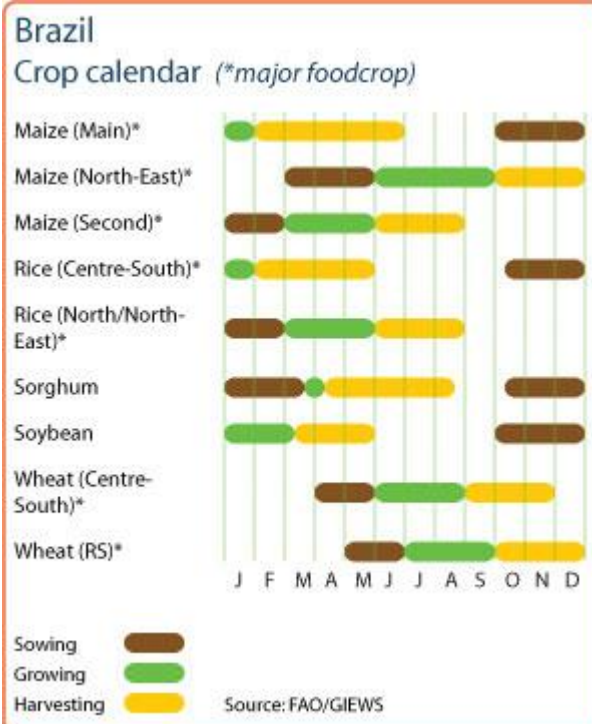 Brazil
Crop calendar (*major foodcrop)
Maize (Main)*
Maize (North-East)*
Maize (Second)*
Rice (Centre-South)*
Rice (North/North-
East)*
Sorghum
Soybean
Wheat (Centre-
South)*
Wheat (RS)*
J F M A M J J A S O N D
Sowing
Growing
Harvesting
Source: FAO/GIEWS